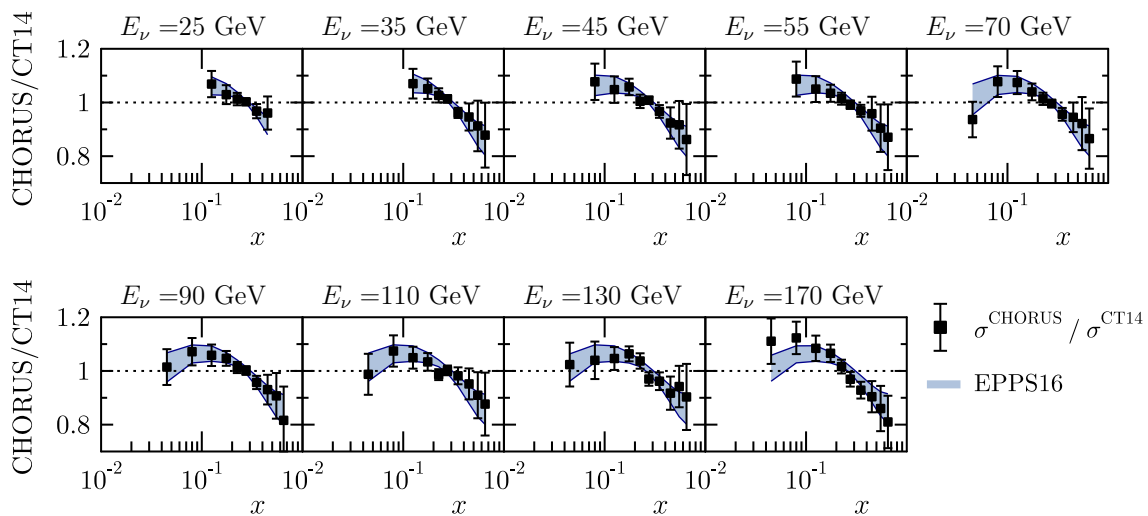 E_ν =25 GeV E_ν =35 GeV E_ν =45 GeV E_ν =55 GeV E_ν =70 GeV
CHORUS/CT14
1.2
1
0.8
10⁻² 10⁻¹ 10⁻² 10⁻¹ 10⁻² 10⁻¹ 10⁻² 10⁻¹ 10⁻² 10⁻¹
x x x x x
E_ν =90 GeV E_ν =110 GeV E_ν =130 GeV E_ν =170 GeV
CHORUS/CT14
1.2
1
0.8
10⁻² 10⁻¹ 10⁻² 10⁻¹ 10⁻² 10⁻¹ 10⁻² 10⁻¹ 10⁻²
x x x x
σ^CHORUS / σ^CT14
EPPS16